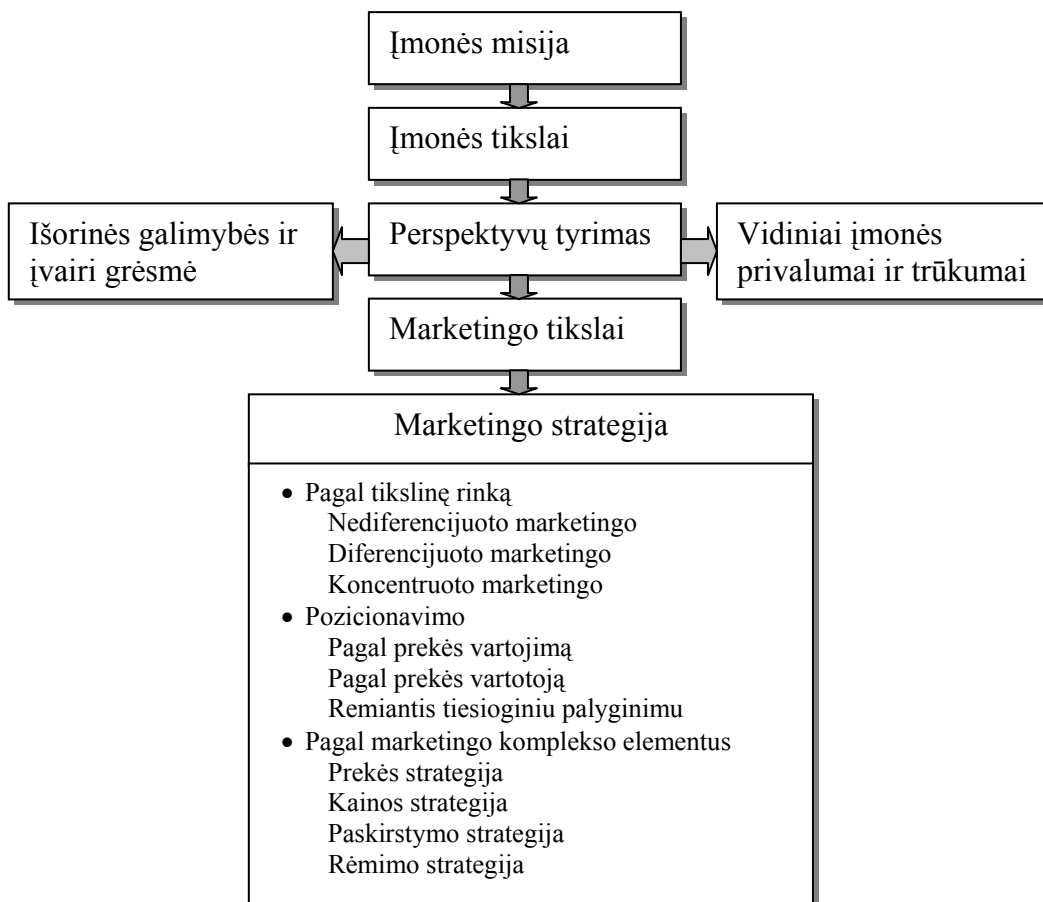 Įmonės misija
Įmonės tikslai
Išorinės galimybės ir
įvairi grėsmė
Perspektyvų tyrimas
Vidiniai įmonės
privalumai ir trūkumai
Marketingo tikslai
Marketingo strategija
• Pagal tikslinę rinką
Nediferencijuoto marketingo
Diferencijuoto marketingo
Koncentruoto marketingo
• Pozicionavimo
Pagal prekės vartojimą
Pagal prekės vartotoją
Remiantis tiesioginiu palyginimu
• Pagal marketingo komplekso elementus
Prekės strategija
Kainos strategija
Paskirstymo strategija
Rėmimo strategija